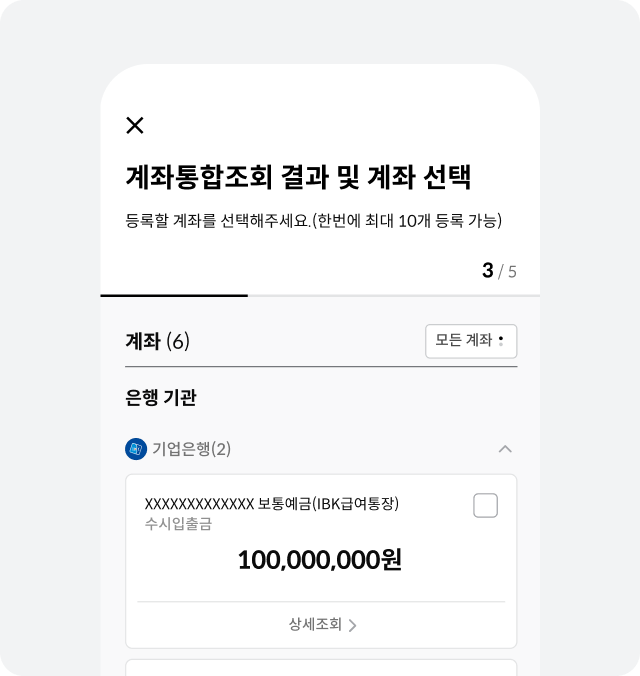 계좌통합조회 결과 및 계좌 선택
등록할 계좌를 선택해주세요.(한번에 최대 10개 등록 가능)
3 / 5
계좌 (6)
모든 계좌
은행 기관
기업은행(2)
XXXXXXXXXXXXX 보통예금(IBK급여통장)
수시입출금
100,000,000원
상세조회